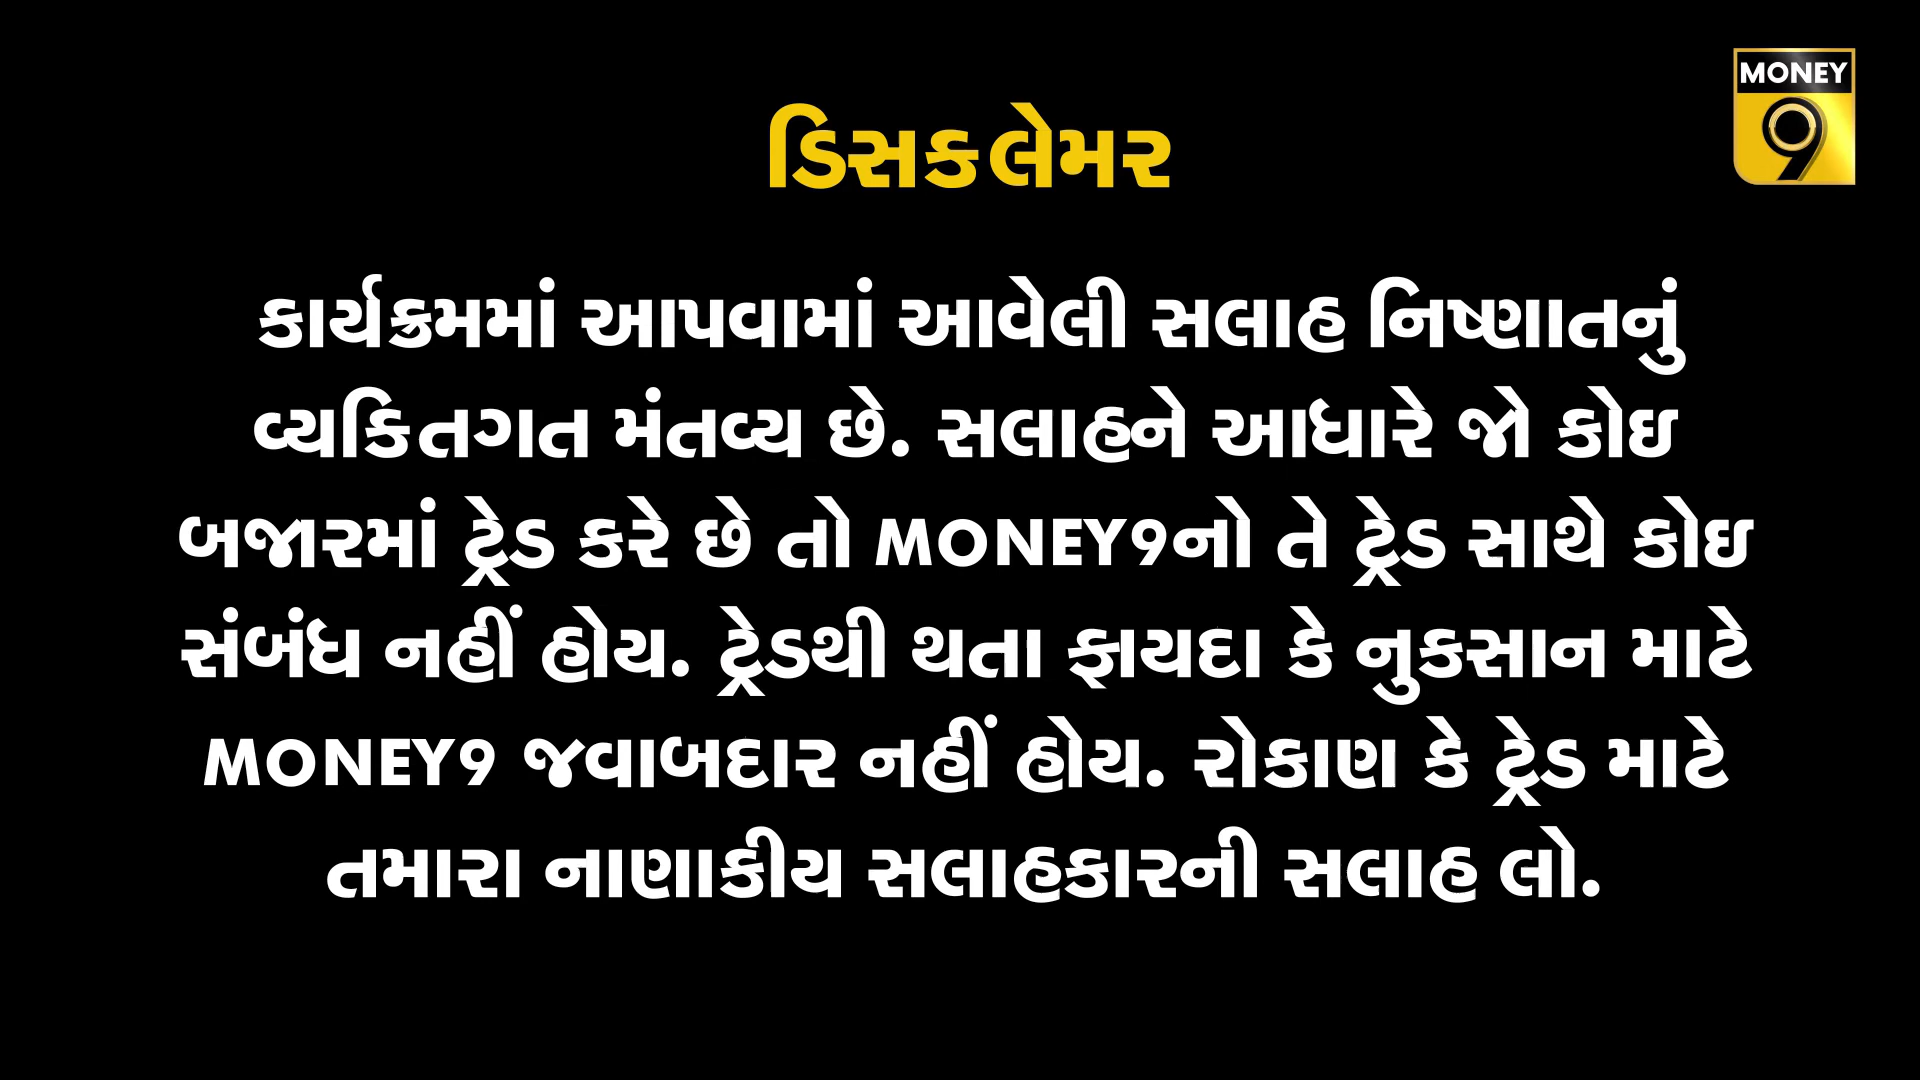 MONEY
9
ડિસકલેમર
કાર્યક્રમમાં આપવામાં આવેલી સલાહ નિષ્ણાતનું
વ્યકિતગત મંતવ્ય છે. સલાહને આધારે જો કોઇ
બજારમાં ટ્રેડ કરે છે તો MONEY9નો તે ટ્રેડ સાથે કોઇ
સંબંધ નહીં હોય. ટ્રેડથી થતા ફાયદા કે નુકસાન માટે
MONEY9 જવાબદાર નહીં હોય. રોકાણ કે ટ્રેડ માટે
તમારા નાણાકીય સલાહકારની સલાહ લો.